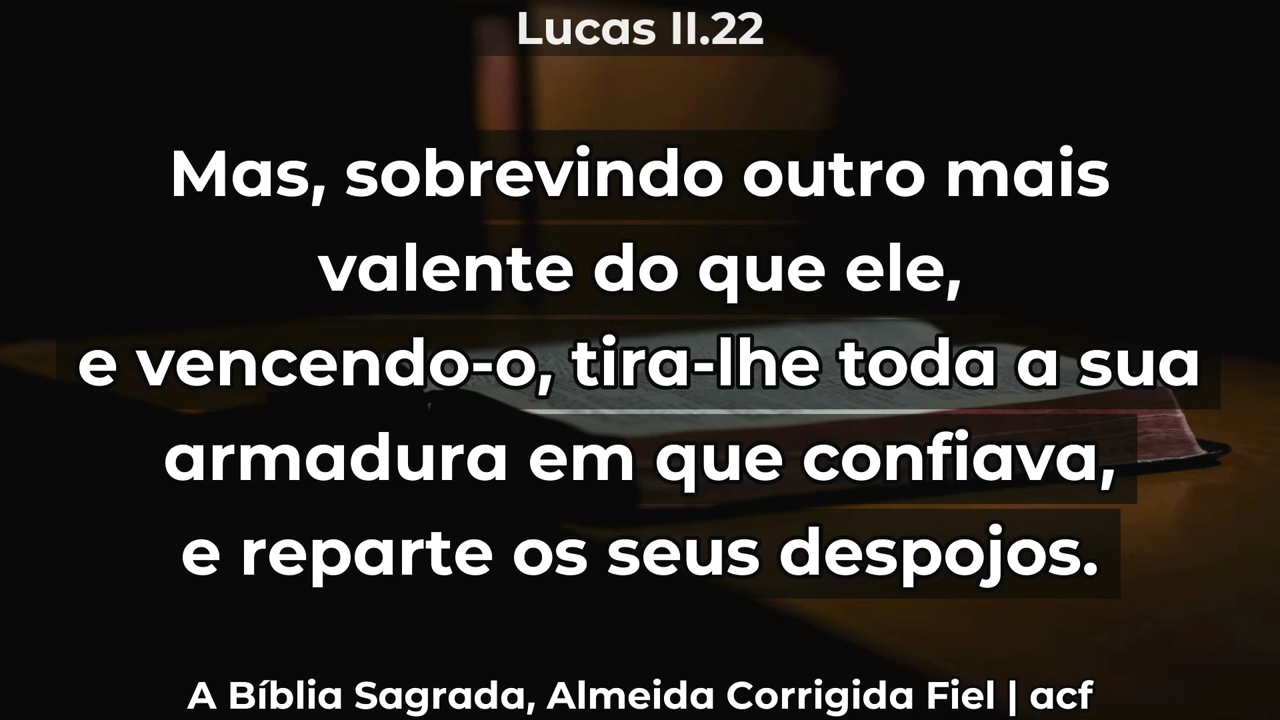 Lucas II.22
Mas, sobrevindo outro mais
valente do que ele,
e vencendo-o, tira-lhe toda a sua
armadura em que confiava,
e reparte os seus despojos.
A Bíblia Sagrada, Almeida Corrigida Fiel | acf